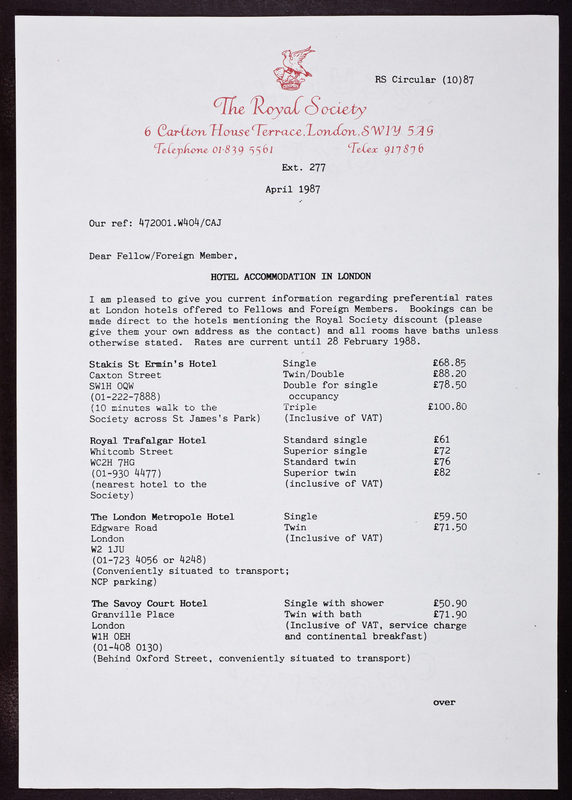 RS Circular (10)87
The Royal Society
6 Carlton House Terrace, London, SW1Y 5AG
Telephone 01-839 5561 Telex 917876
Ext. 277
April 1987
Our ref: 472001.W404/CAJ
Dear Fellow/Foreign Member,
HOTEL ACCOMMODATION IN LONDON
I am pleased to give you current information regarding preferential rates
at London hotels offered to Fellows and Foreign Members. Bookings can be
made direct to the hotels mentioning the Royal Society discount (please
give them your own address as the contact) and all rooms have baths unless
otherwise stated. Rates are current until 28 February 1988.
Stakis St Ermin's Hotel Single £68.85
Caxton Street Twin/Double £88.20
SW1H OQW Double for single £78.50
(01-222-7888) occupancy
(10 minutes walk to the Triple £100.80
Society across St James's Park) (Inclusive of VAT)
Royal Trafalgar Hotel Standard single £61
Whitcomb Street Superior single £72
WC2H 7HG Standard twin £76
(01-930 4477) Superior twin £82
(nearest hotel to the (inclusive of VAT)
Society)
The London Metropole Hotel Single £59.50
Edgware Road Twin £71.50
London (Inclusive of VAT)
W2 1JU
(01-723 4056 or 4248)
(Conveniently situated to transport;
NCP parking)
The Savoy Court Hotel Single with shower £50.90
Granville Place Twin with bath £71.90
London (Inclusive of VAT, service charge
W1H OEH and continental breakfast)
(01-408 0130)
(Behind Oxford Street, conveniently situated to transport)
over